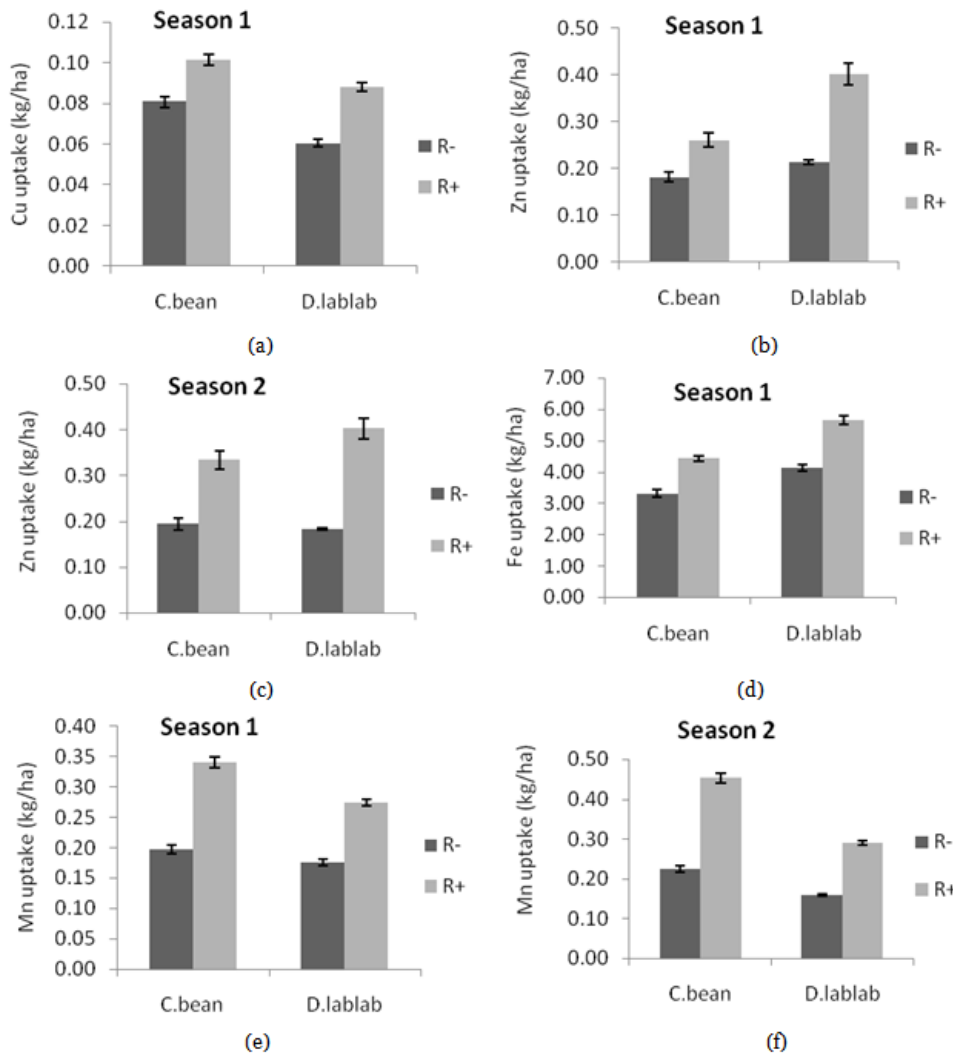 Season 1
Cu uptake (kg/ha)
0.12
0.10
0.08
0.06
0.04
0.02
0.00
C.bean
D.lablab
R-
R+
(a)
Season 1
Zn uptake (kg/ha)
0.50
0.40
0.30
0.20
0.10
0.00
C.bean
D.lablab
R-
R+
(b)
Season 2
Zn uptake (kg/ha)
0.50
0.40
0.30
0.20
0.10
0.00
C.bean
D.lablab
R-
R+
(c)
Season 1
Fe uptake (kg/ha)
7.00
6.00
5.00
4.00
3.00
2.00
1.00
0.00
C.bean
D.lablab
R-
R+
(d)
Season 1
Mn uptake (kg/ha)
0.40
0.35
0.30
0.25
0.20
0.15
0.10
0.05
0.00
C.bean
D.lablab
R-
R+
(e)
Season 2
Mn uptake (kg/ha)
0.50
0.40
0.30
0.20
0.10
0.00
C.bean
D.lablab
R-
R+
(f)